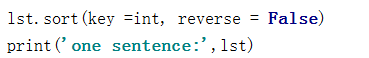 lst.sort(key =int, reverse = False)
print('one sentence:',lst)